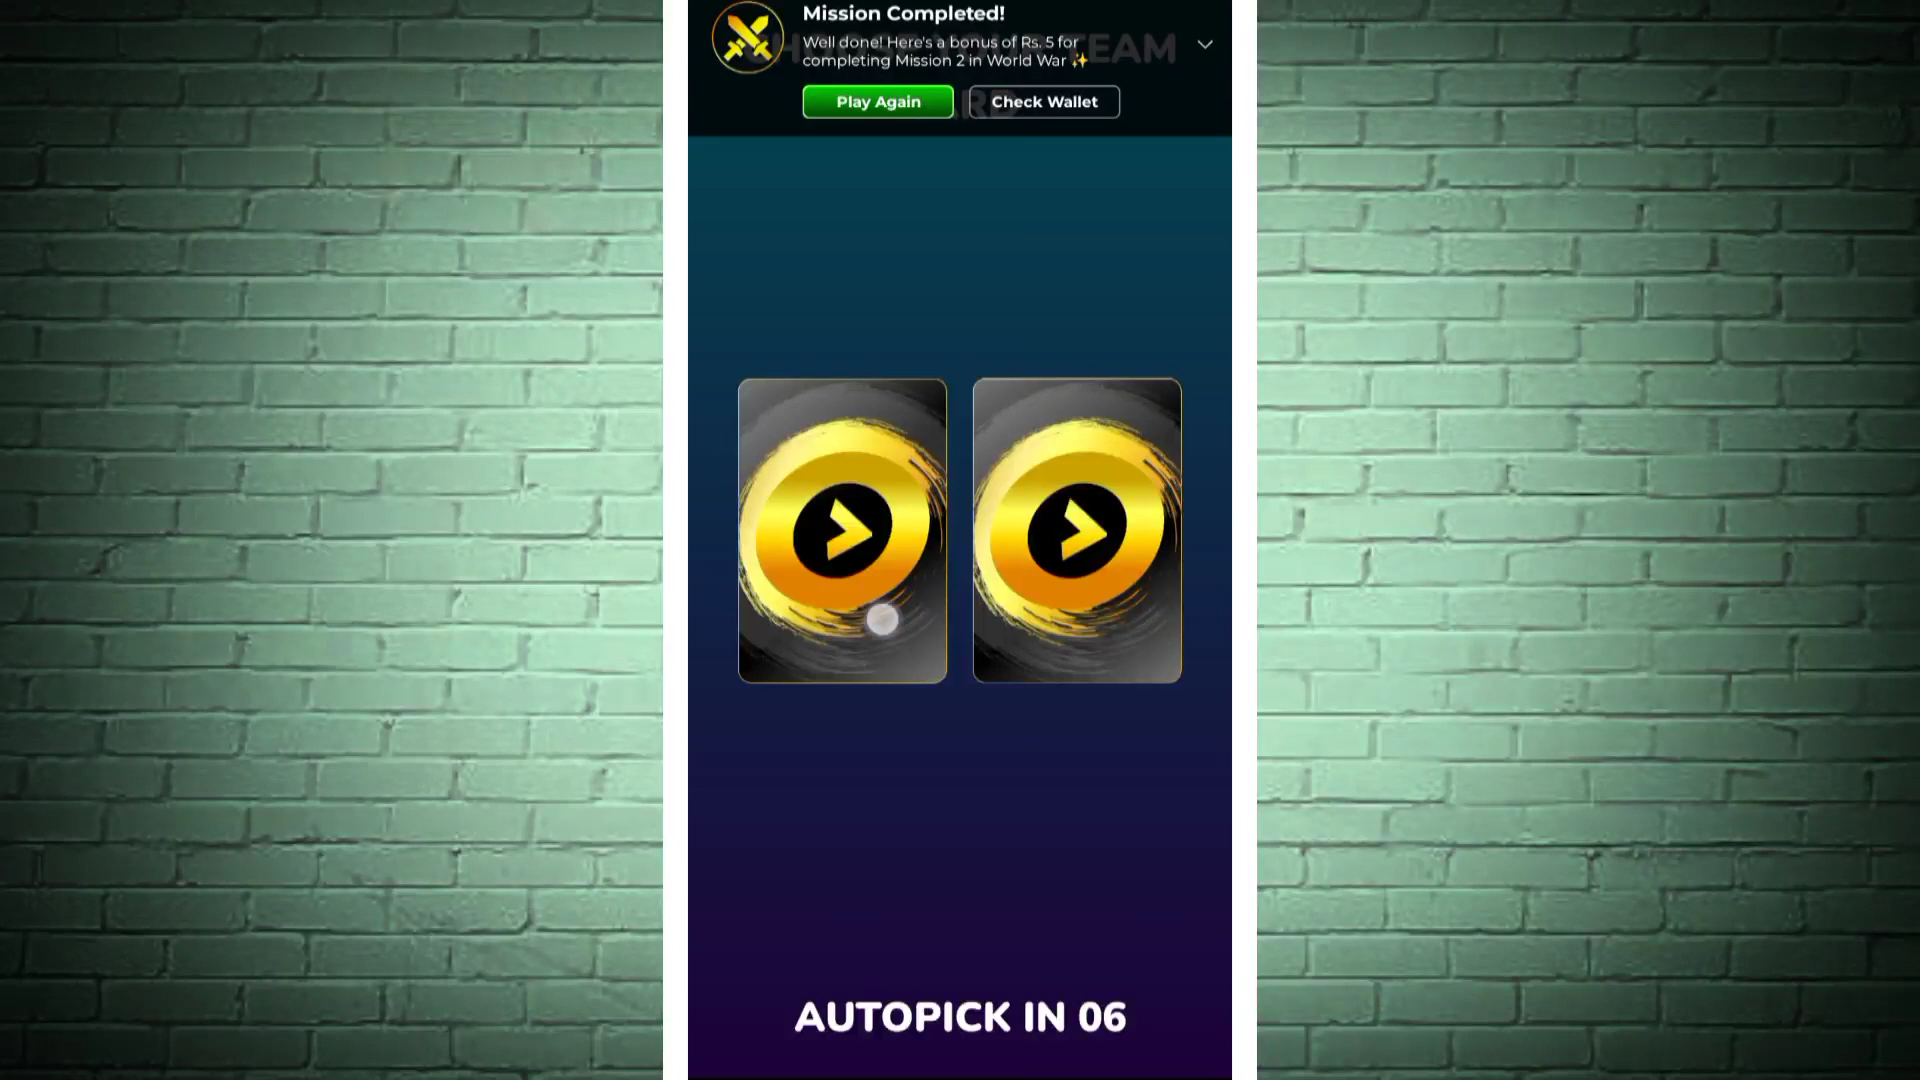 Mission Completed!
Well done! Here's a bonus of Rs. 5 for
completing Mission 2 in World War ✨
TEAM
Play Again
Check Wallet
AUTOPICK IN 06